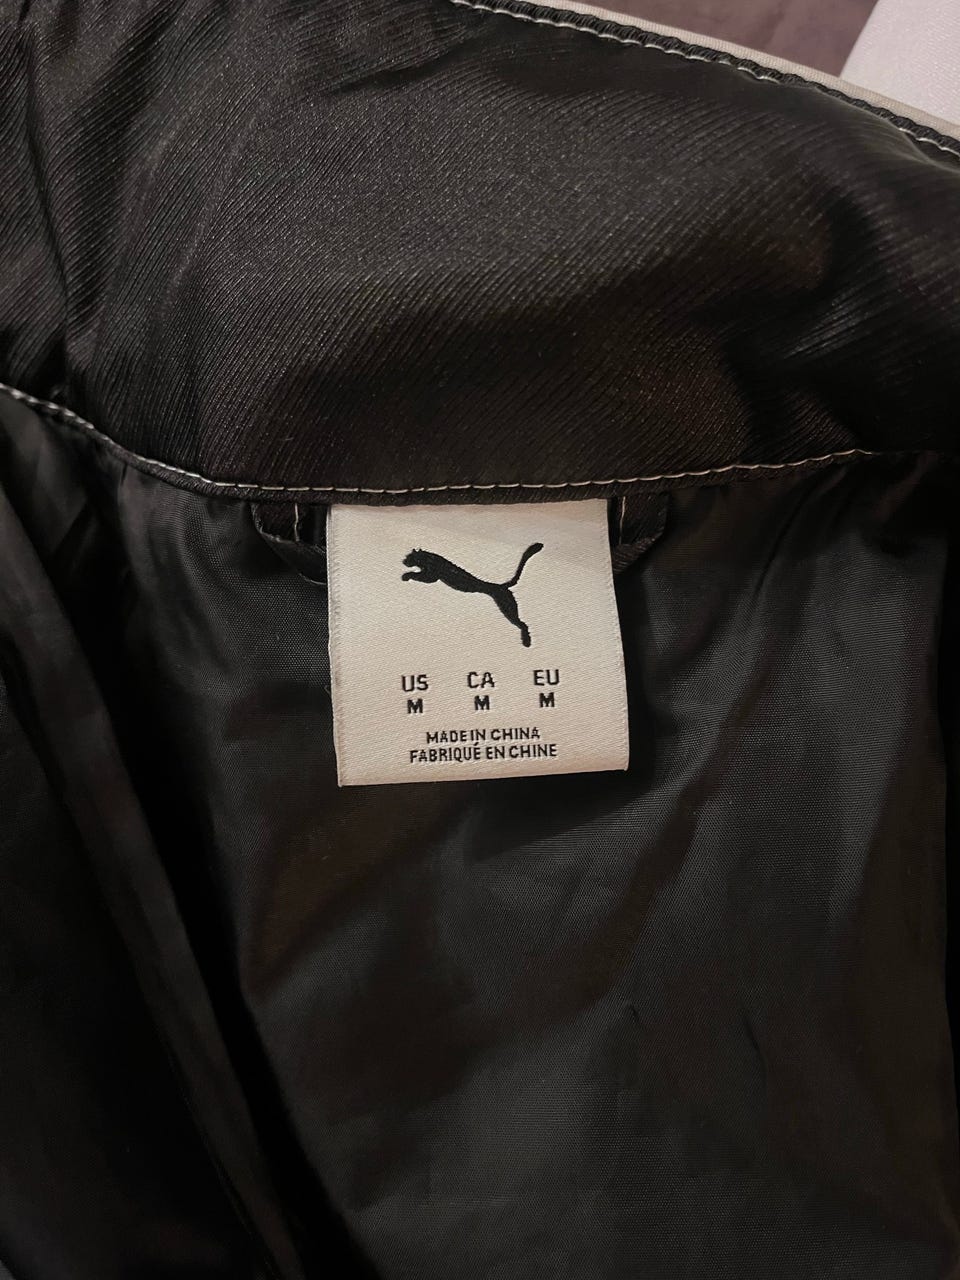 US CA EU
M M M
MADE IN CHINA
FABRIQUÉ EN CHINE